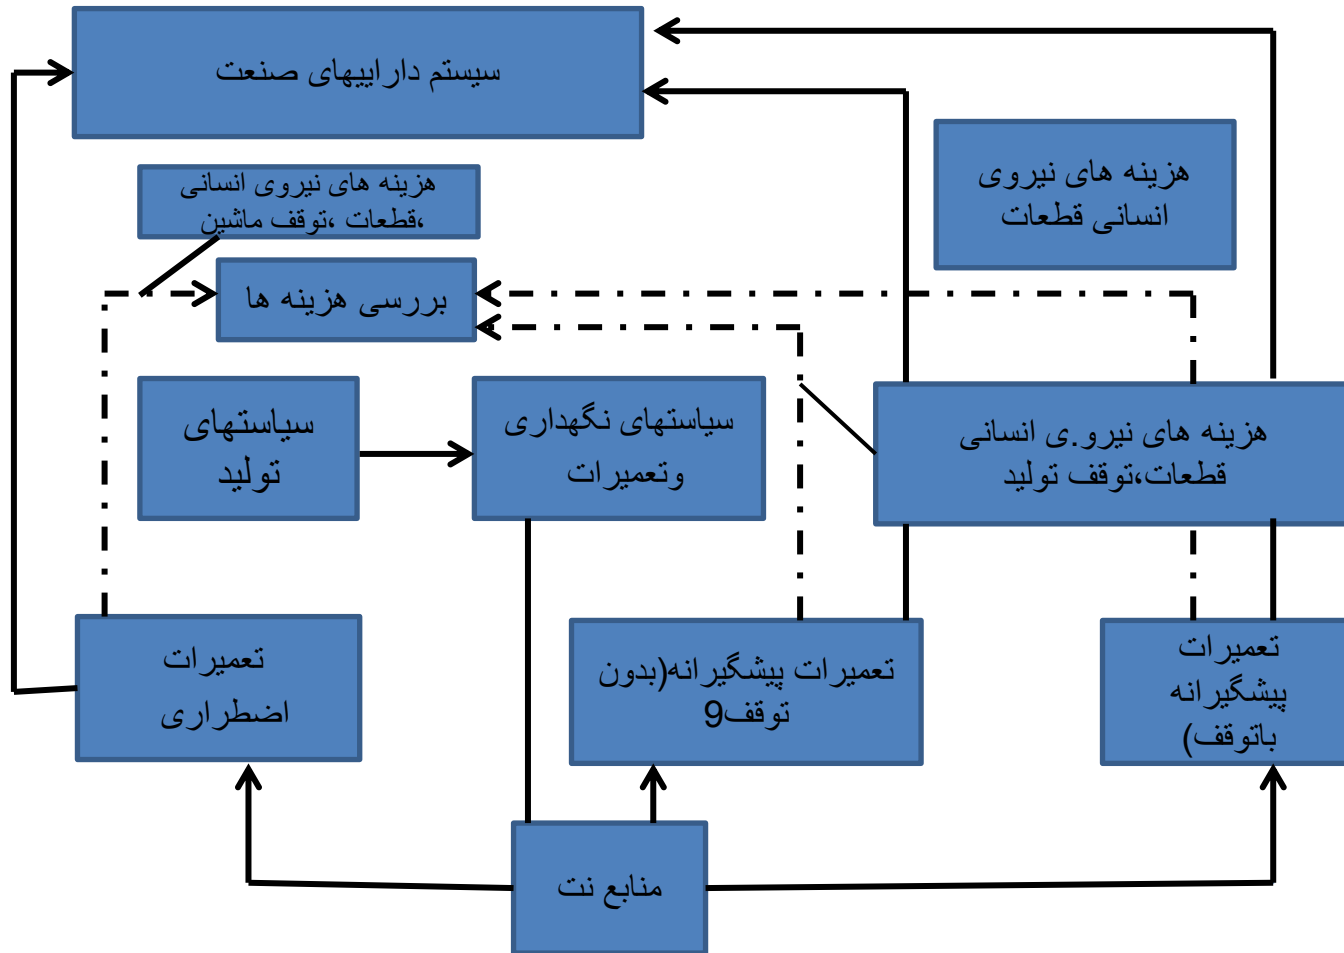 سیستم داراییهای صنعت
هزینه های نیروی
انسانی قطعات
هزینه های نیروی انسانی
،قطعات ،توقف ماشین
بررسی هزینه ها
هزینه های نیرو.ی انسانی
قطعات،توقف تولید
سیاستهای نگهداری
وتعمیرات
سیاستهای
تولید
تعمیرات
پیشگیرانه
باتوقف)
تعمیرات پیشگیرانه(بدون
توقف9
تعمیرات
اضطراری
منابع نت